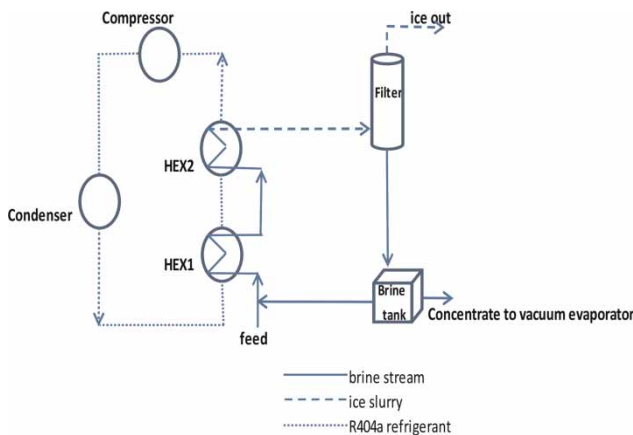 Compressor
ice out
Filter
HEX2
Condenser
HEX1
Brine
tank
Concentrate to vacuum evaporator
feed
brine stream
ice slurry
R404a refrigerant